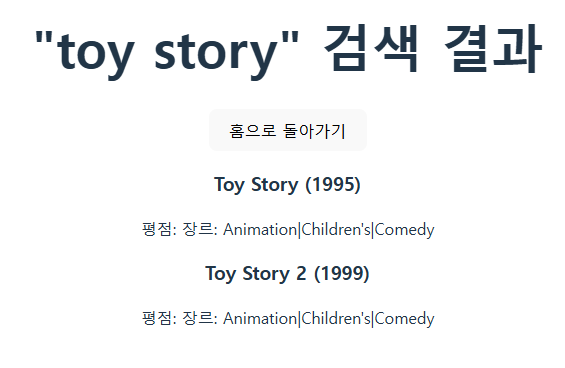 "toy story" 검색 결과
홈으로 돌아가기
Toy Story (1995)
평점: 장르: Animation|Children's|Comedy
Toy Story 2 (1999)
평점: 장르: Animation|Children's|Comedy